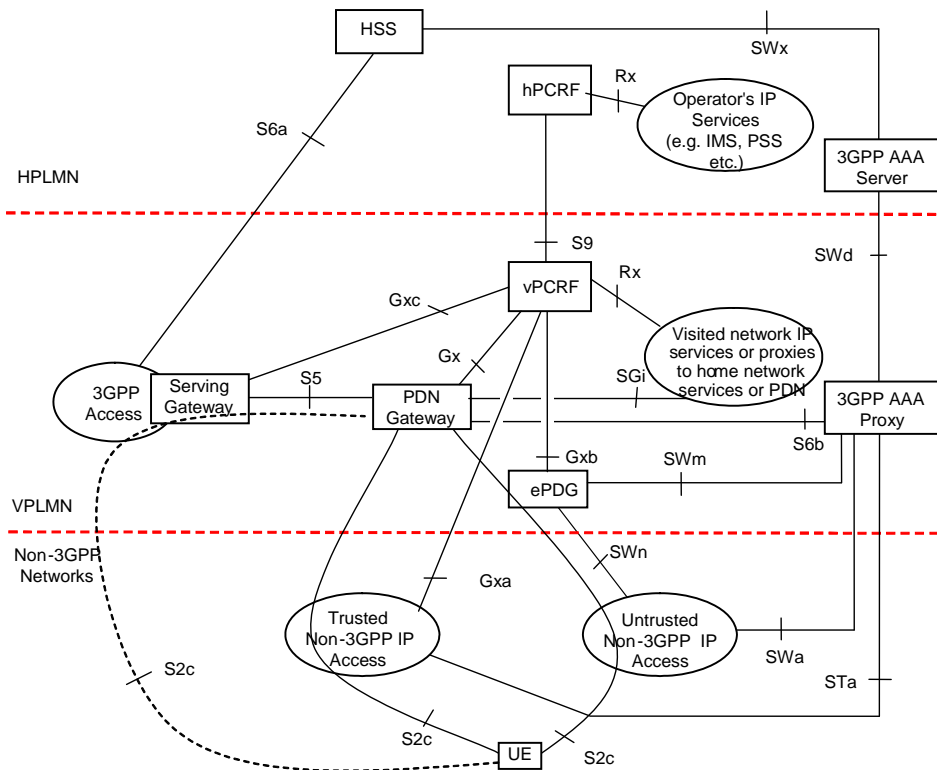 HSS
SWx
hPCRF
Rx
Operator's IP
Services
(e.g. IMS, PSS
etc.)
S6a
3GPP AAA
Server
HPLMN
S9
SWd
vPCRF
Rx
Gxc
Visited network IP
services or proxies
to home network
services or PDN
Gx
S5
SGi
3GPP
Access
Serving
Gateway
PDN
Gateway
3GPP AAA
Proxy
S6b
Gxb
SWm
ePDG
VPLMN
Non-3GPP
Networks
SWn
Gxa
Trusted
Non-3GPP IP
Access
Untrusted
Non-3GPP IP
Access
SWa
S2c
STa
S2c
UE
S2c